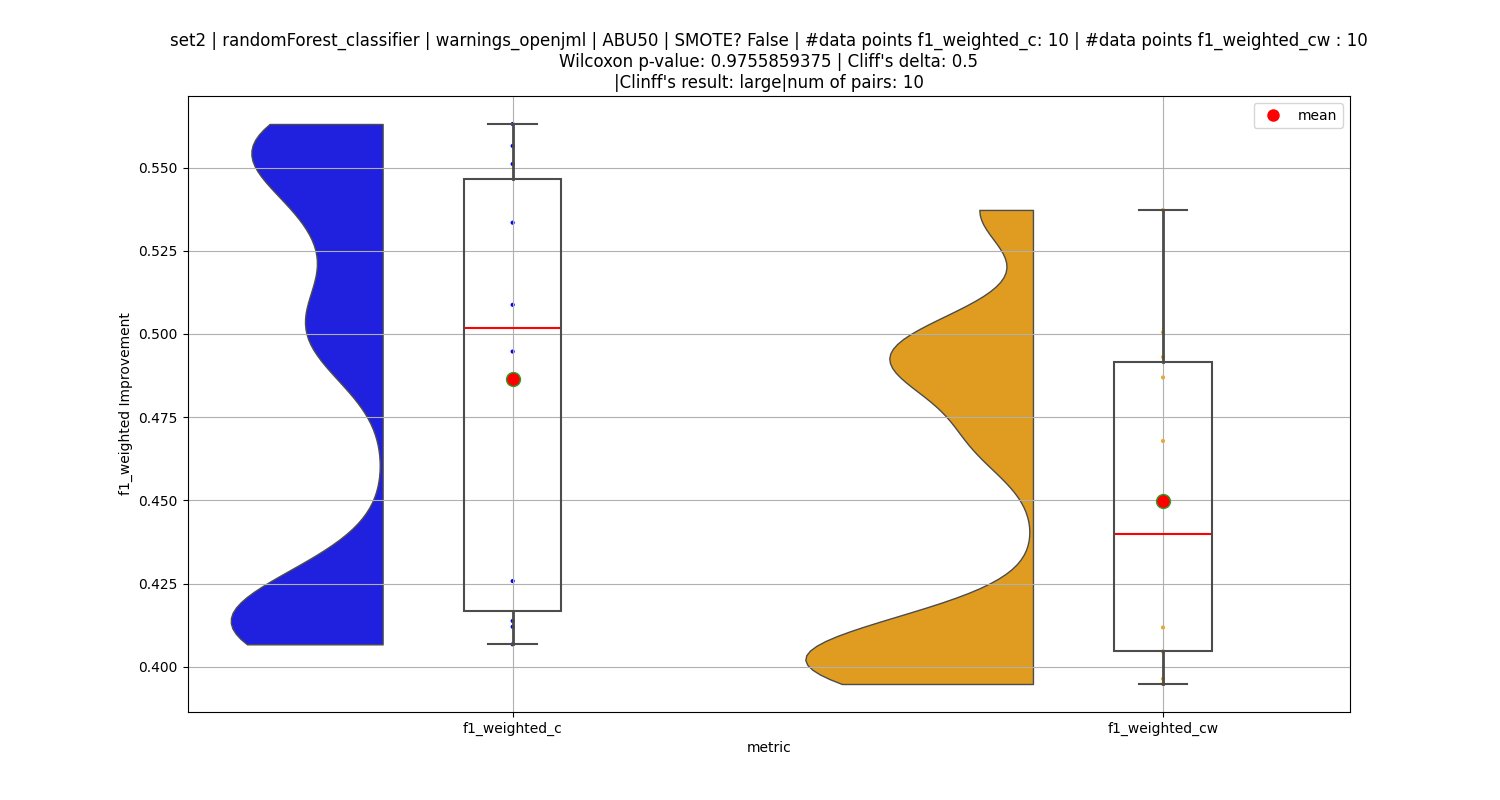 set2 | randomForest_classifier | warnings_openjml | ABU50 | SMOTE? False | #data points f1_weighted_c: 10 | #data points f1_weighted_cw : 10
Wilcoxon p-value: 0.9755859375 | Cliff's delta: 0.5
|Clinff's result: large|num of pairs: 10
mean
0.550
0.525
0.500
0.475
0.450
0.425
0.400
f1_weighted Improvement
f1_weighted_c
f1_weighted_cw
metric